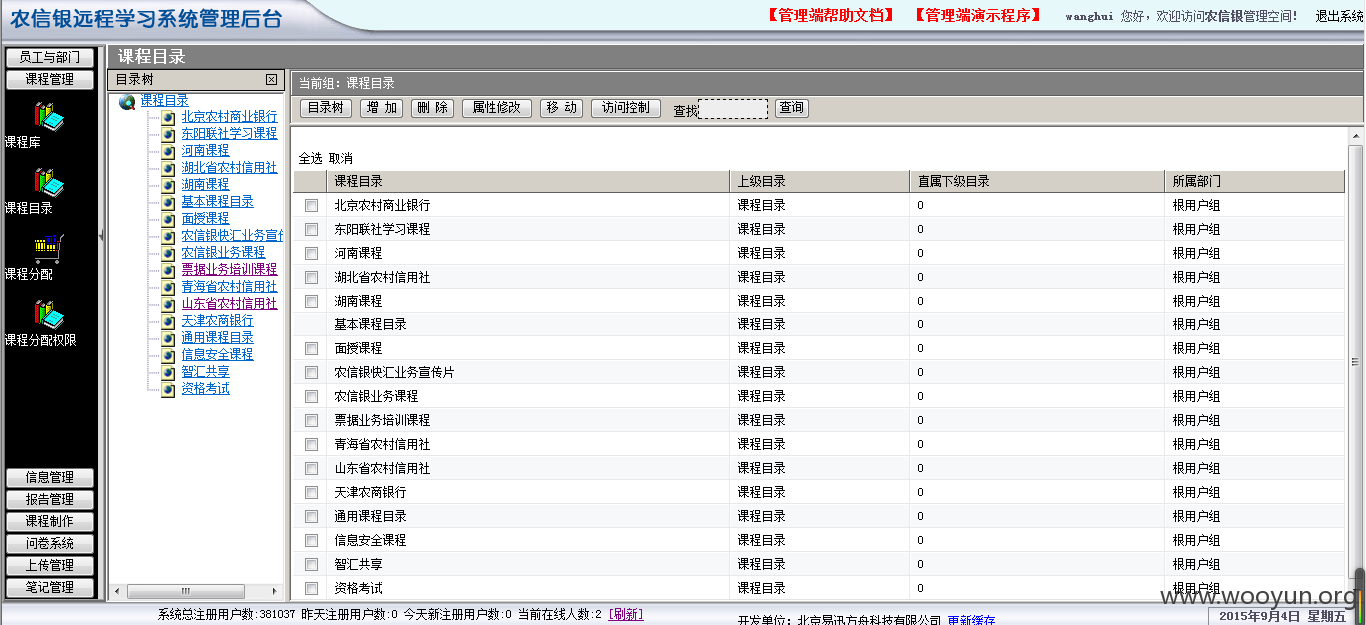 农信银远程学习系统管理后台
【管理端帮助文档】 【管理端演示程序】 wanghui 您好，欢迎访问农信银管理空间！ 退出系统
员工与部门
课程管理
课程库
课程目录
课程分配
课程分配权限
信息管理
报告管理
课程制作
问卷系统
上传管理
笔记管理
课程目录
目录树
课程目录
北京农村商业银行
东阳联社学习课程
河南课程
湖北省农村信用社
湖南课程
基本课程目录
面授课程
农信银快汇业务宣传
农信银业务课程
票据业务培训课程
青海省农村信用社
山东省农村信用社
天津农商银行
通用课程目录
信息安全课程
智汇共享
资格考试
当前组：课程目录
目录树 增 加 删 除 属性修改 移 动 访问控制 查找 查询
全选 取消
课程目录 上级目录 直属下级目录 所属部门
北京农村商业银行 课程目录 0 根用户组
东阳联社学习课程 课程目录 0 根用户组
河南课程 课程目录 0 根用户组
湖北省农村信用社 课程目录 0 根用户组
湖南课程 课程目录 0 根用户组
基本课程目录 课程目录 0 根用户组
面授课程 课程目录 0 根用户组
农信银快汇业务宣传片 课程目录 0 根用户组
农信银业务课程 课程目录 0 根用户组
票据业务培训课程 课程目录 0 根用户组
青海省农村信用社 课程目录 0 根用户组
山东省农村信用社 课程目录 0 根用户组
天津农商银行 课程目录 0 根用户组
通用课程目录 课程目录 0 根用户组
信息安全课程 课程目录 0 根用户组
智汇共享 课程目录 0 根用户组
资格考试 课程目录 0 根用户组
www.wooyun.org
系统总注册用户数:381037 昨天注册用户数:0 今天新注册用户数:0 当前在线人数:2 [刷新]
开发单位：北京易迅方舟科技有限公司 更新缓存
2015年9月4日 星期五